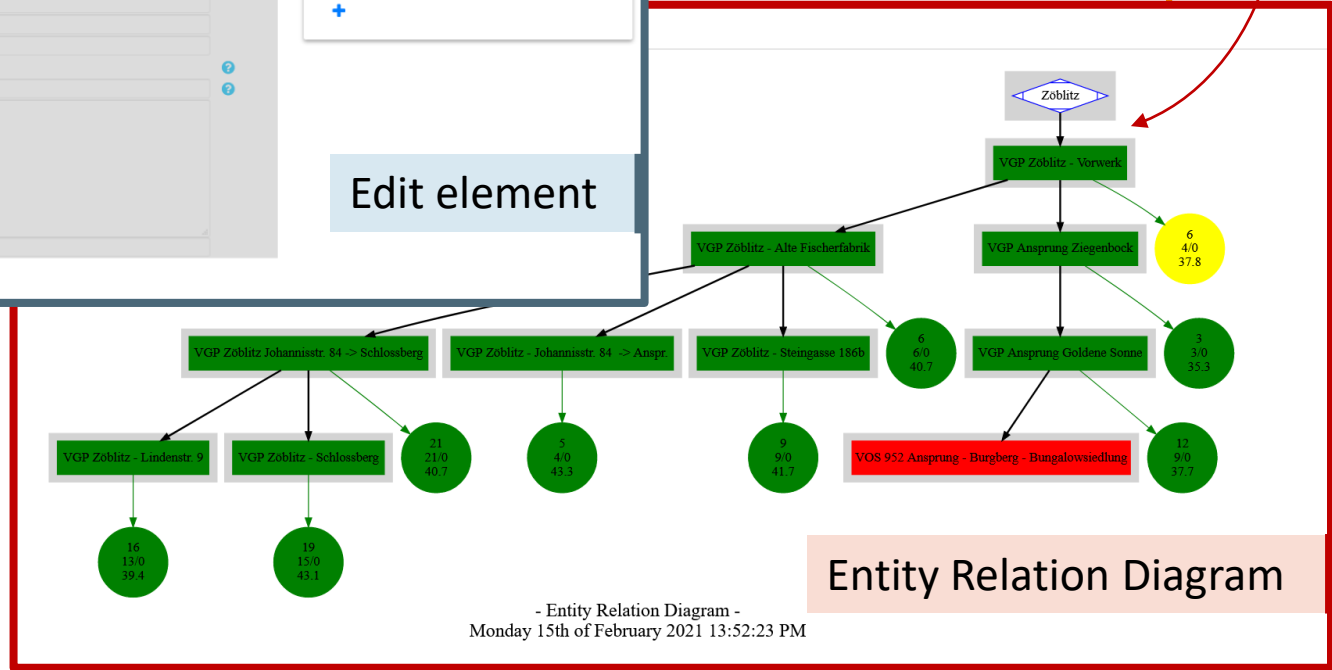 +
?
?
Edit element
Zöblitz
VGP Zöblitz - Vorwerk
VGP Zöblitz - Alte Fischerfabrik
VGP Ansprung Ziegenbock
6
4/0
37.8
VGP Zöblitz Johannisstr. 84 -> Schlossberg
VGP Zöblitz - Johannisstr. 84 -> Anspr.
VGP Zöblitz - Steingasse 186b
6
6/0
40.7
VGP Ansprung Goldene Sonne
3
3/0
35.3
VGP Zöblitz - Lindenstr. 9
VGP Zöblitz - Schlossberg
21
21/0
40.7
5
4/0
43.3
9
9/0
41.7
VOS 952 Ansprung - Burgberg - Bungalowsiedlung
12
9/0
37.7
16
13/0
39.4
19
15/0
43.1
Entity Relation Diagram
- Entity Relation Diagram -
Monday 15th of February 2021 13:52:23 PM